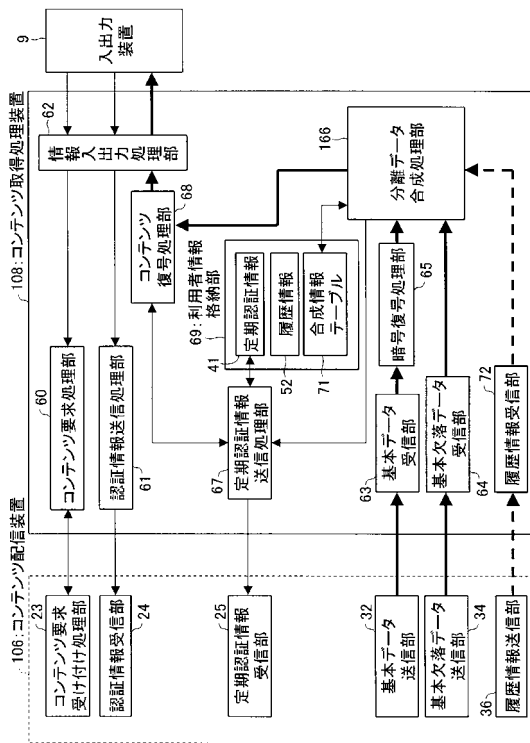 106:コンテンツ配信装置
23
コンテンツ要求
受け付け処理部
認証情報受信部
24
25
定期認証情報
受信部
32
基本データ
送信部
基本欠落データ
送信部
34
36
履歴情報送信部
108:コンテンツ取得処理装置
60
コンテンツ要求処理部
認証情報送信処理部
61
定期認証情報
送信処理部
67
63
基本データ
受信部
基本欠落データ
受信部
64
履歴情報受信部
72
69:利用者情報
格納部
41
定期認証情報
52
履歴情報
71
合成情報
テーブル
暗号復号処理部
65
62
情報
入出力処理部
コンテンツ
復号処理部
68
166
分離データ
合成処理部
9
入出力
装置